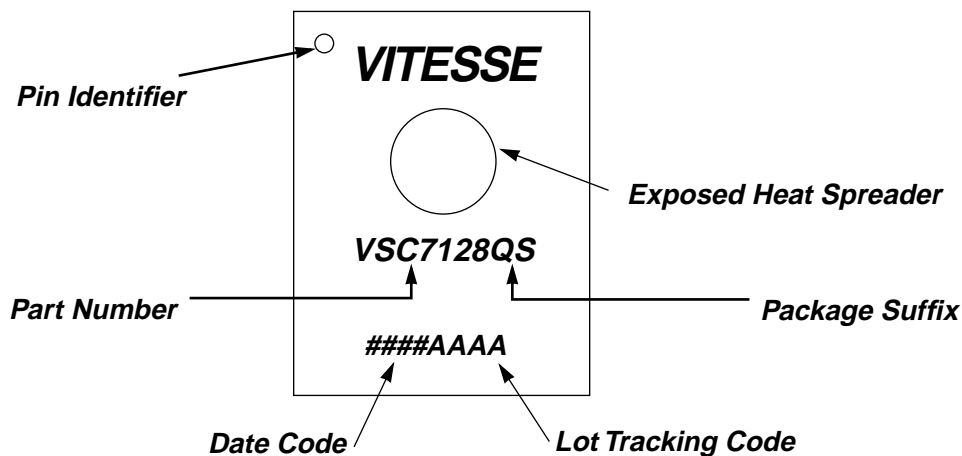 VITESSE
Pin Identifier
Exposed Heat Spreader
VSC7128QS
Part Number
Package Suffix
####AAAA
Date Code
Lot Tracking Code